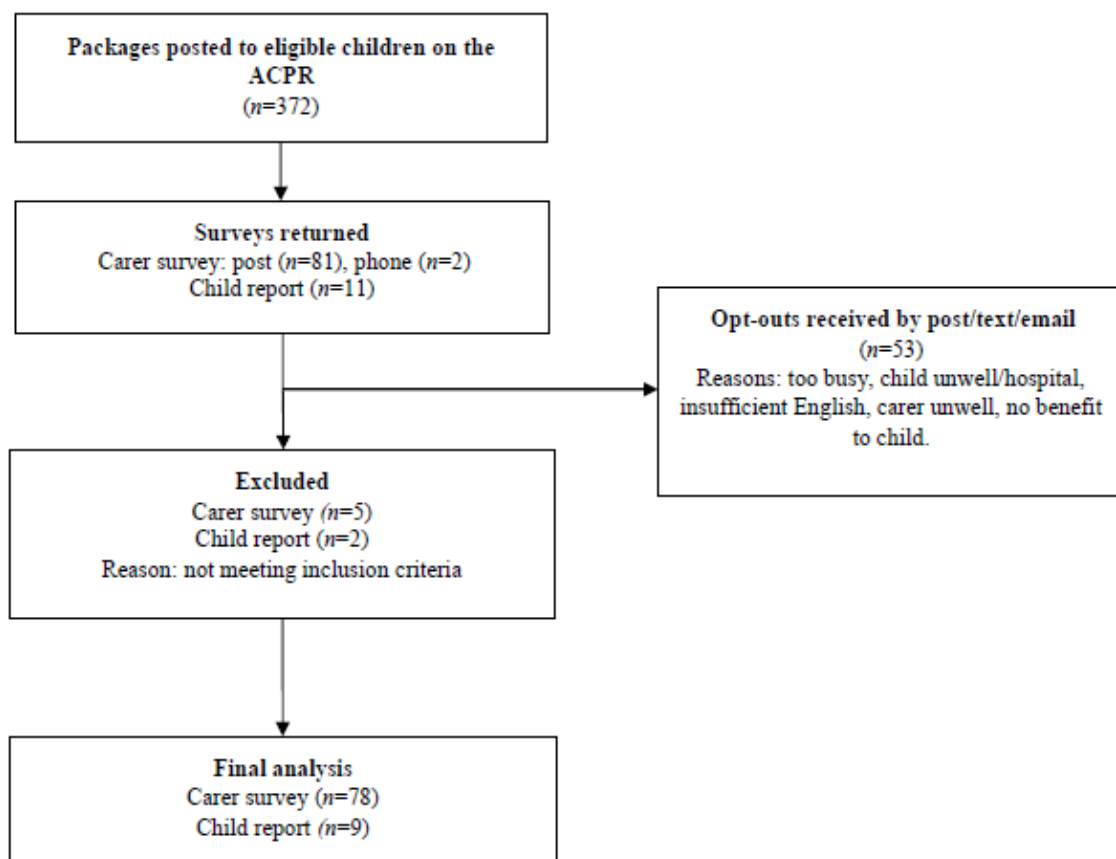 Packages posted to eligible children on the
ACPR
(n=372)
Surveys returned
Carer survey: post (n=81), phone (n=2)
Child report (n=11)
Opt-outs received by post/text/email
(n=53)
Reasons: too busy, child unwell/hospital,
insufficient English, carer unwell, no benefit
to child.
Excluded
Carer survey (n=5)
Child report (n=2)
Reason: not meeting inclusion criteria
Final analysis
Carer survey (n=78)
Child report (n=9)